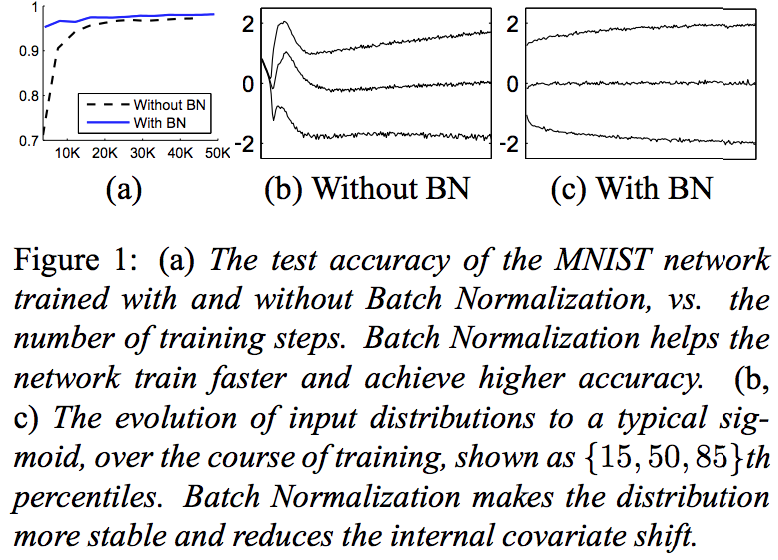 1
0.9
0.8
0.7
10K 20K 30K 40K 50K
Without BN
With BN
2
0
-2
2
0
-2
(a)
(b) Without BN
(c) With BN
Figure 1: (a) The test accuracy of the MNIST network
trained with and without Batch Normalization, vs. the
number of training steps. Batch Normalization helps the
network train faster and achieve higher accuracy. (b,
c) The evolution of input distributions to a typical sig-
moid, over the course of training, shown as {15, 50, 85}th
percentiles. Batch Normalization makes the distribution
more stable and reduces the internal covariate shift.